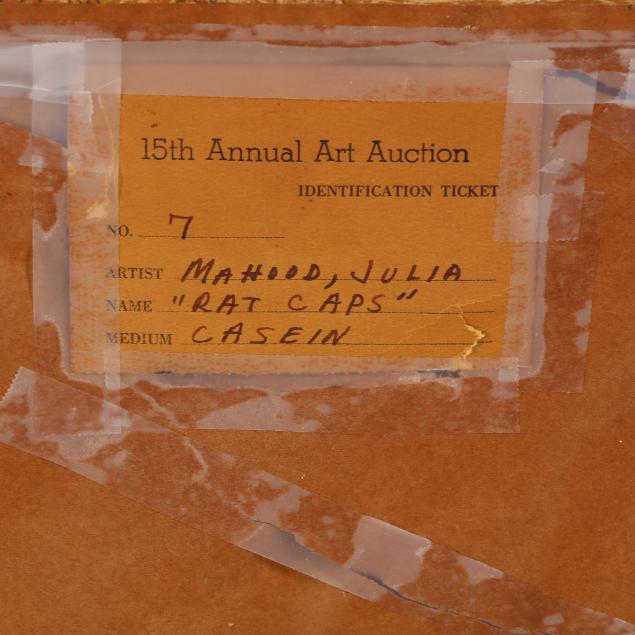 15th Annual Art Auction
IDENTIFICATION TICKET
NO. 7
ARTIST MAHOOD, JULIA
NAME "RAT CAPS"
MEDIUM CASEIN